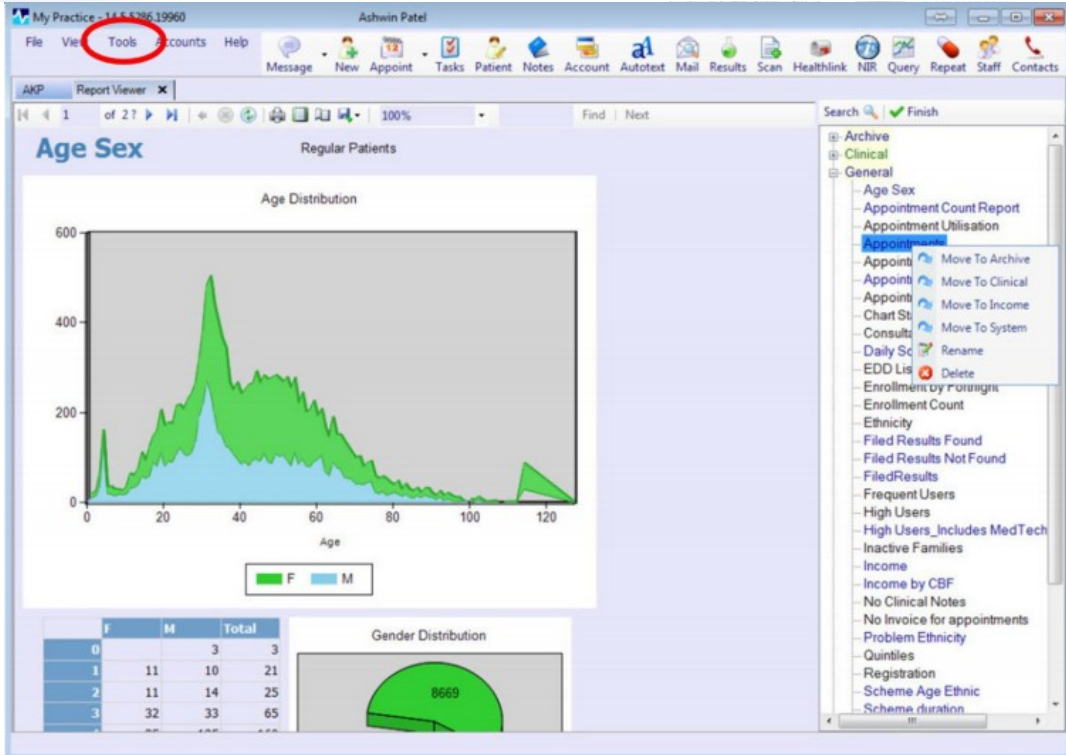 My Practice - 14.5.5286.19960
Ashwin Patel
File View Tools Accounts Help
Message New Appoint Tasks Patient Notes Account Autotext Mail Results Scan Healthlink NIR Query Repeat Staff Contacts
AKP Report Viewer
1 of 2? 100% Find | Next
Search Finish
Age Sex
Regular Patients
Age Distribution
600
400
200
0
0 20 40 60 80 100 120
Age
F M
F M Total
0 3 3
1 11 10 21
2 11 14 25
3 32 33 65
Gender Distribution
8669
Archive
Clinical
General
Age Sex
Appointment Count Report
Appointment Utilisation
Appointments
Chart
Daily
EDD
Enrollment by Fortnight
Enrollment Count
Ethnicity
Filed Results Found
Filed Results Not Found
FiledResults
Frequent Users
High Users
High Users_Includes MedTech
Inactive Families
Income
Income by CBF
No Clinical Notes
No Invoice for appointments
Problem Ethnicity
Quintiles
Registration
Scheme Age Ethnic
Scheme duration
Move To Archive
Move To Clinical
Move To Income
Move To System
Rename
Delete